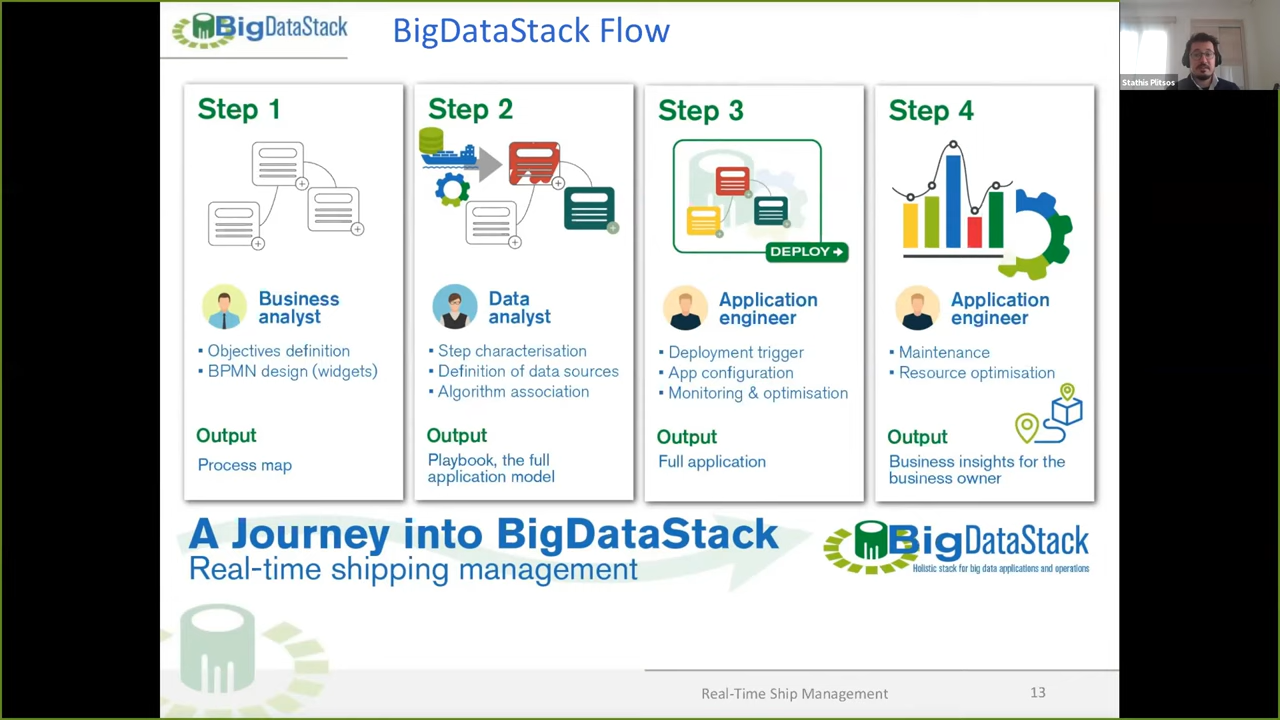 BigDataStack
BigDataStack Flow
Stathis Plitsos
Step 1
Business
analyst
▪ Objectives definition
▪ BPMN design (widgets)
Output
Process map
Step 2
Data
analyst
▪ Step characterisation
▪ Definition of data sources
▪ Algorithm association
Output
Playbook, the full
application model
Step 3
DEPLOY
Application
engineer
▪ Deployment trigger
▪ App configuration
▪ Monitoring & optimisation
Output
Full application
Step 4
Application
engineer
▪ Maintenance
▪ Resource optimisation
Output
Business insights for the
business owner
A Journey into BigDataStack
Real-time shipping management
BigDataStack
Holistic stack for big data applications and operations
Real-Time Ship Management
13